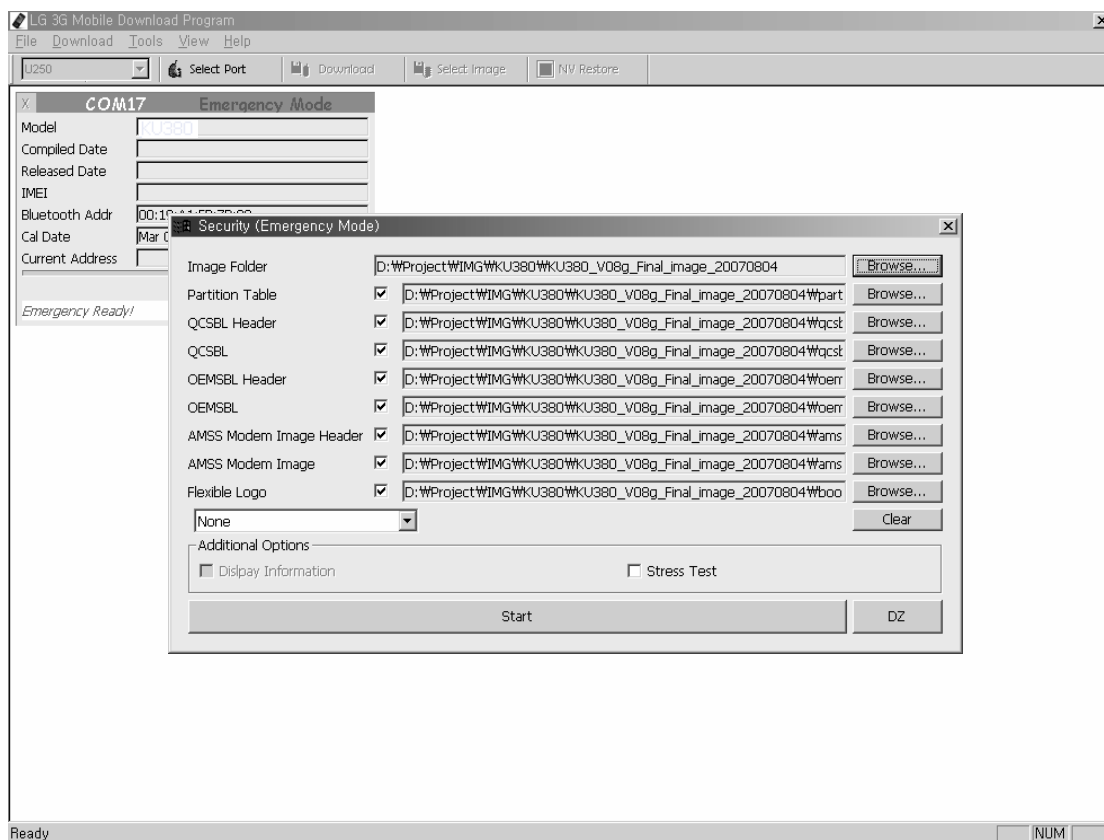 LG 3G Mobile Download Program
File Download Tools View Help
U250 Select Port Download Select Image NV Restore
X COM17 Emergency Mode
Model KU380
Compiled Date
Released Date
IMEI
Bluetooth Addr
Cal Date Mar
Current Address
Emergency Ready!
Security (Emergency Mode)
Image Folder D:₩Project₩IMG₩KU380₩KU380_V08g_Final_image_20070804 Browse...
Partition Table D:₩Project₩IMG₩KU380₩KU380_V08g_Final_image_20070804₩part Browse...
QCSBL Header D:₩Project₩IMG₩KU380₩KU380_V08g_Final_image_20070804₩qcst Browse...
QCSBL D:₩Project₩IMG₩KU380₩KU380_V08g_Final_image_20070804₩qcst Browse...
OEMSBL Header D:₩Project₩IMG₩KU380₩KU380_V08g_Final_image_20070804₩oem Browse...
OEMSBL D:₩Project₩IMG₩KU380₩KU380_V08g_Final_image_20070804₩oem Browse...
AMSS Modem Image Header D:₩Project₩IMG₩KU380₩KU380_V08g_Final_image_20070804₩ams Browse...
AMSS Modem Image D:₩Project₩IMG₩KU380₩KU380_V08g_Final_image_20070804₩ams Browse...
Flexible Logo D:₩Project₩IMG₩KU380₩KU380_V08g_Final_image_20070804₩boo Browse...
None Clear
Additional Options
Dislpay Information Stress Test
Start DZ
Ready NUM